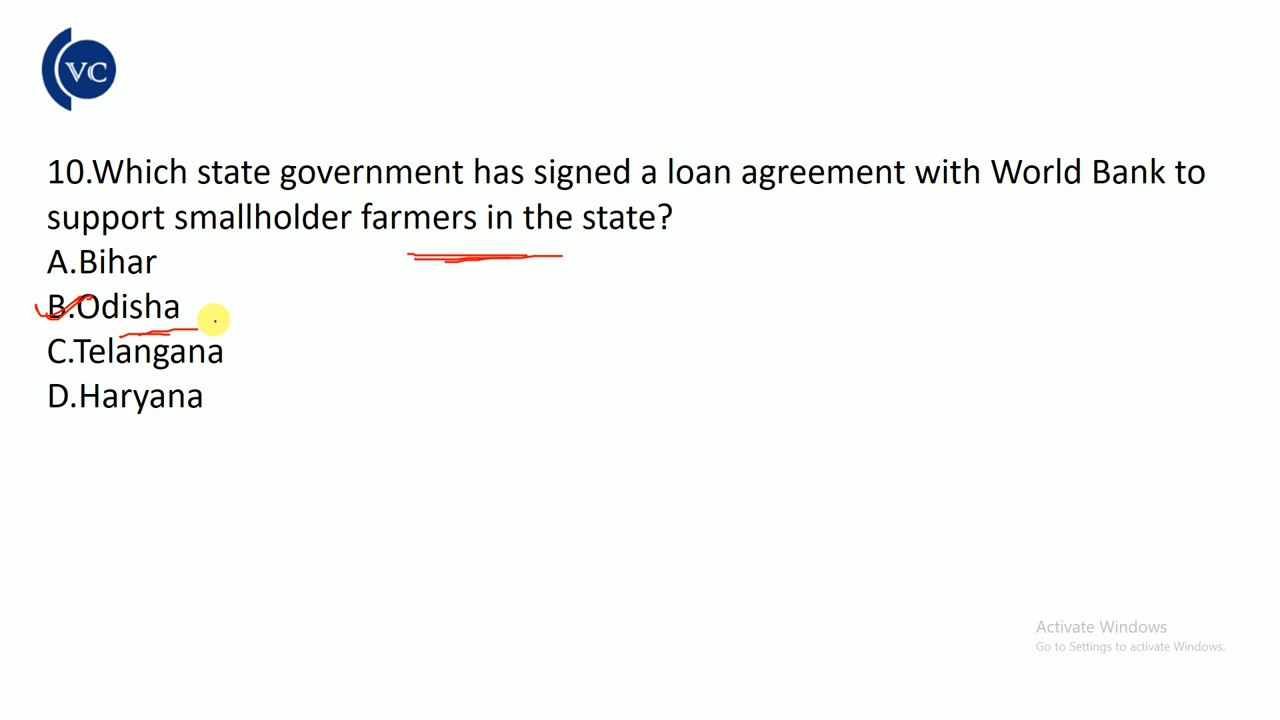 VC
10.Which state government has signed a loan agreement with World Bank to
support smallholder farmers in the state?
A.Bihar
B.Odisha
C.Telangana
D.Haryana
Activate Windows
Go to Settings to activate Windows.